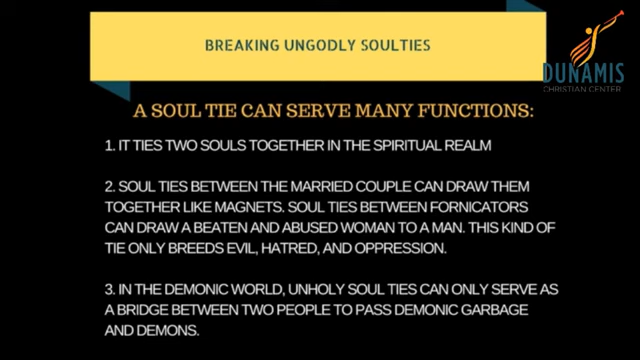 BREAKING UNGODLY SOULTIES
DUNAMIS
CHRISTIAN CENTER
A SOUL TIE CAN SERVE MANY FUNCTIONS:
1. IT TIES TWO SOULS TOGETHER IN THE SPIRITUAL REALM
2. SOUL TIES BETWEEN THE MARRIED COUPLE CAN DRAW THEM
TOGETHER LIKE MAGNETS. SOUL TIES BETWEEN FORNICATORS
CAN DRAW A BEATEN AND ABUSED WOMAN TO A MAN. THIS KIND OF
TIE ONLY BREEDS EVIL, HATRED, AND OPPRESSION.
3. IN THE DEMONIC WORLD, UNHOLY SOUL TIES CAN ONLY SERVE AS
A BRIDGE BETWEEN TWO PEOPLE TO PASS DEMONIC GARBAGE
AND DEMONS.